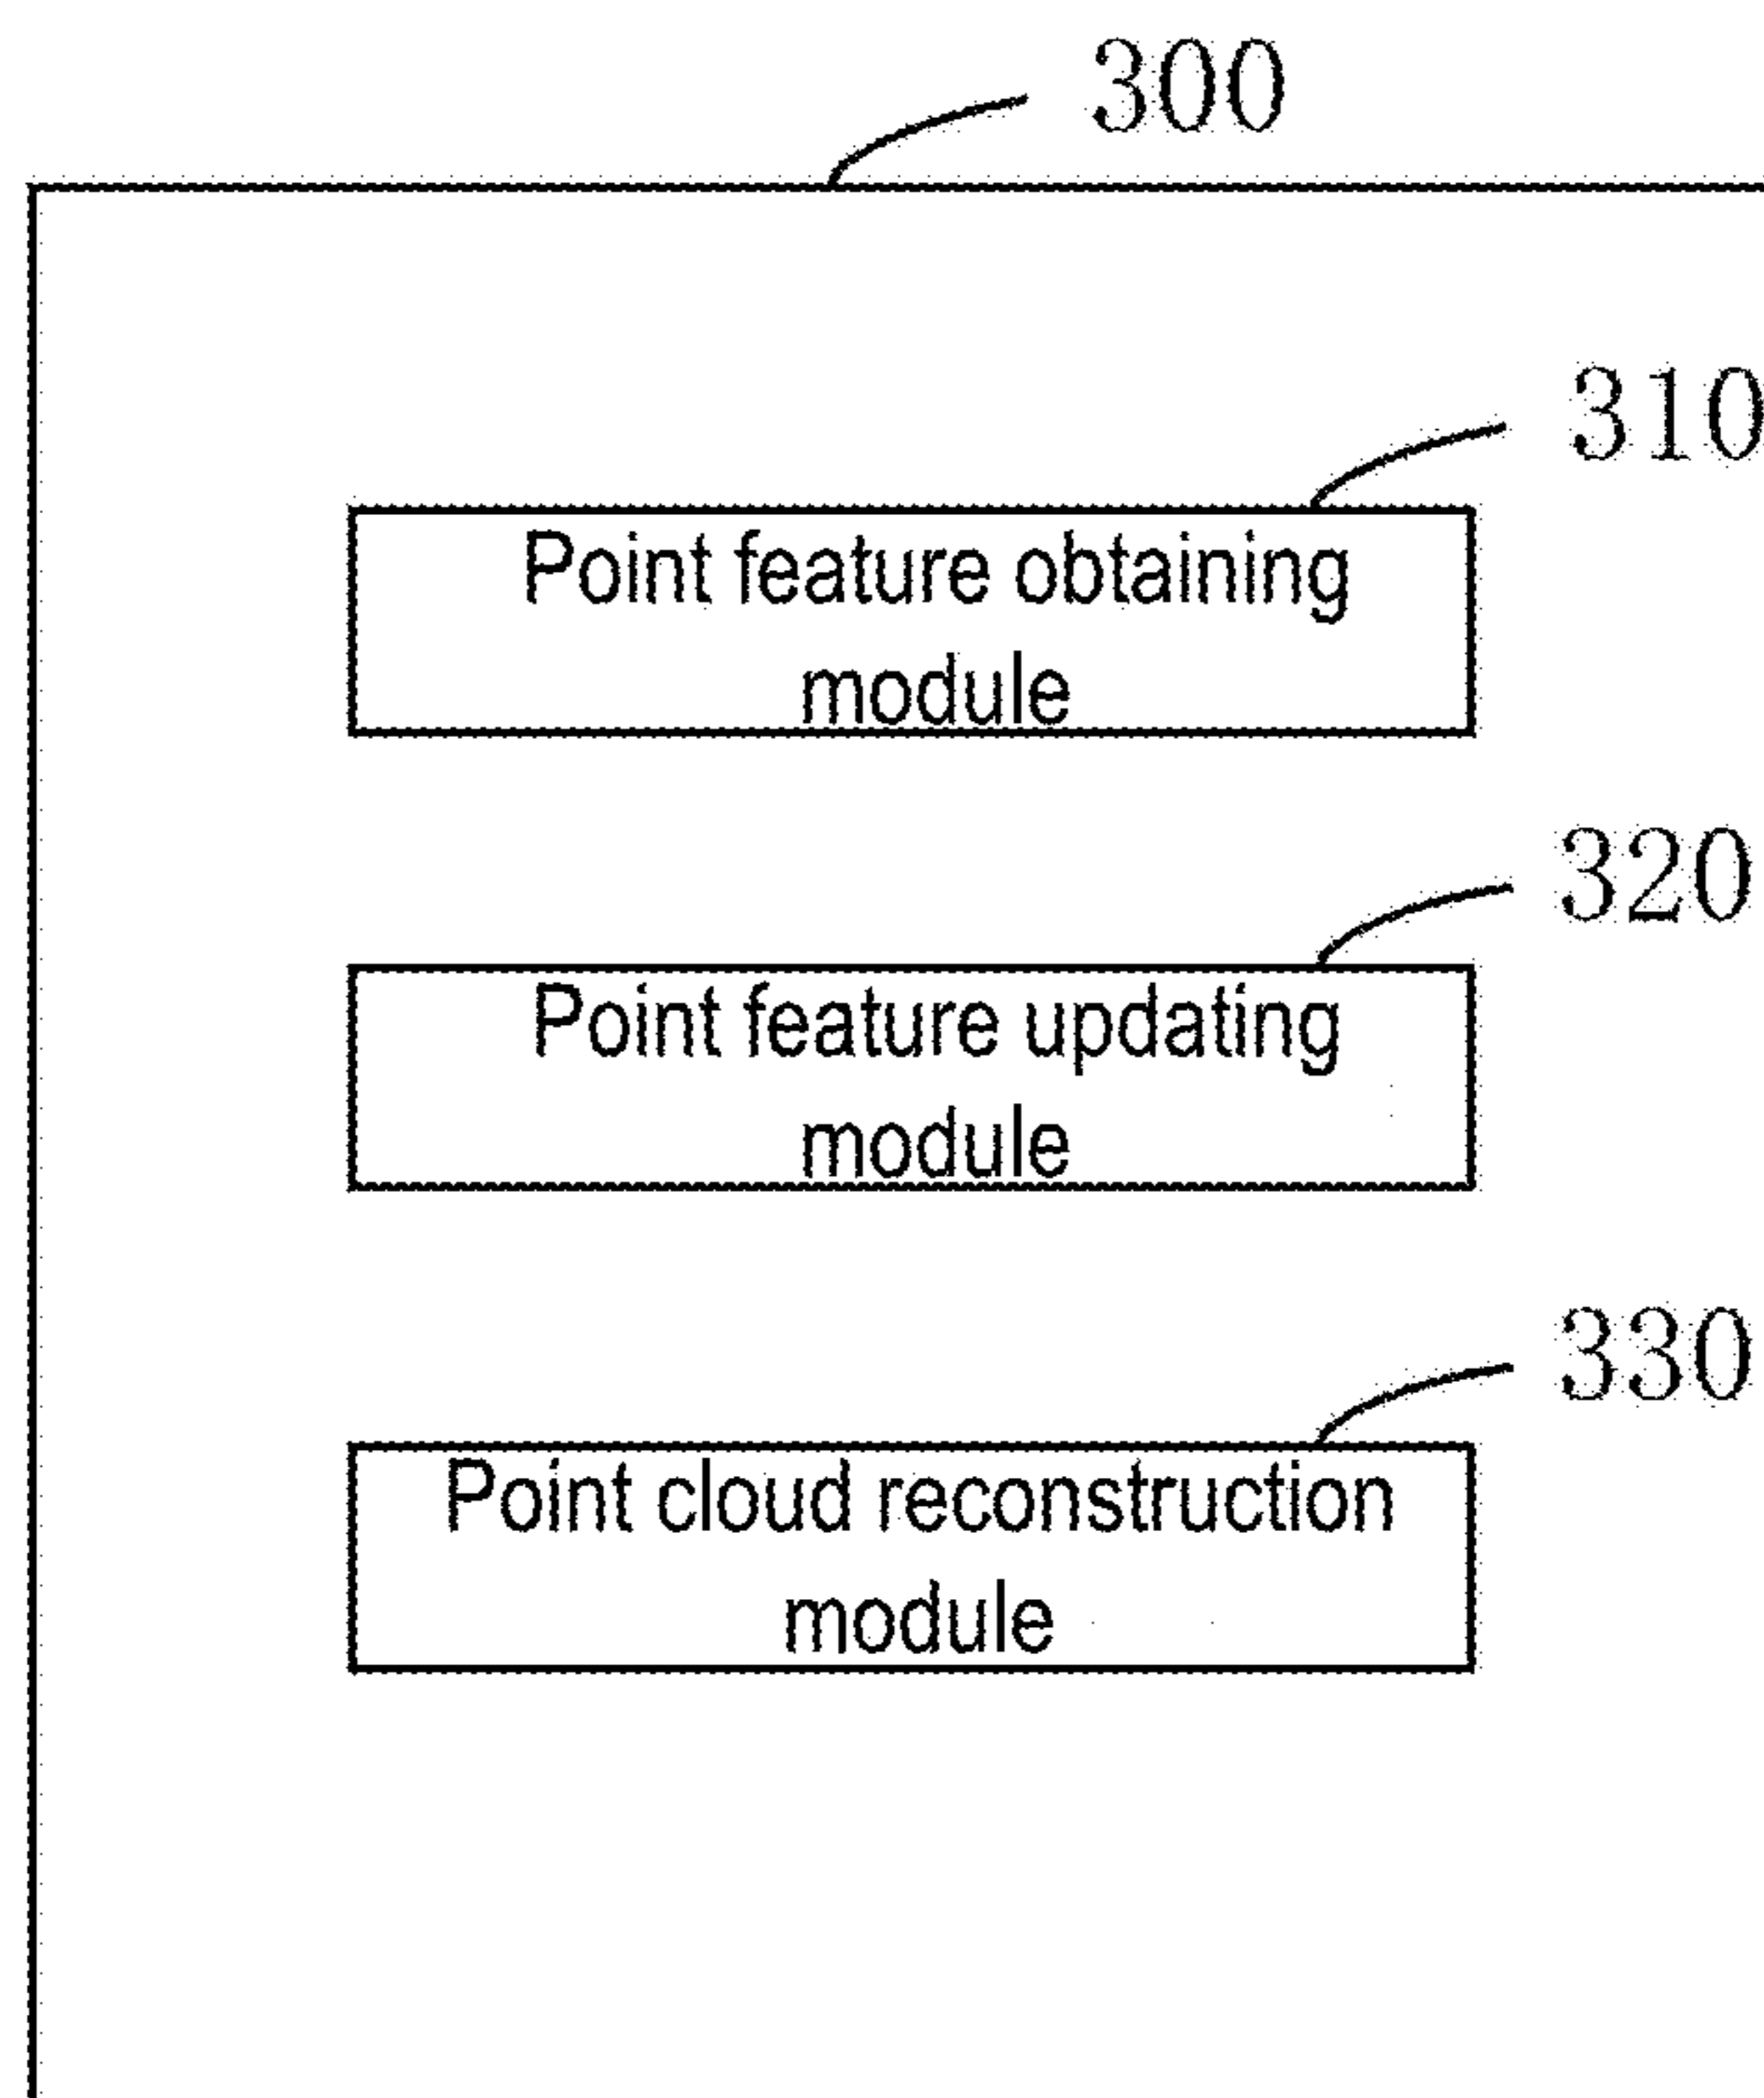 300
310
Point feature obtaining
module
320
Point feature updating
module
330
Point cloud reconstruction
module